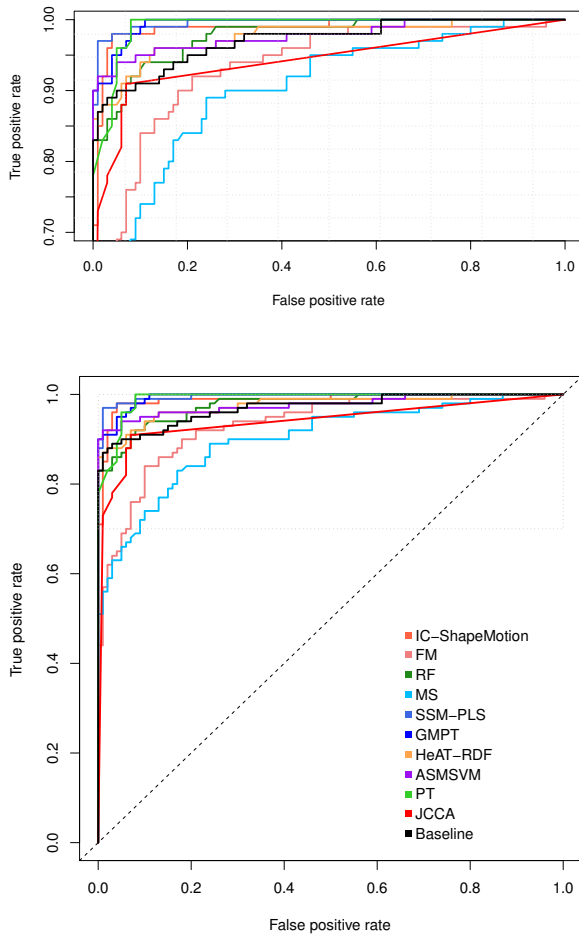 True positive rate
1.00
0.90
0.80
0.70
0.0 0.2 0.4 0.6 0.8 1.0
False positive rate
True positive rate
1.0
0.8
0.6
0.4
0.2
0.0
IC−ShapeMotion
FM
RF
MS
SSM−PLS
GMPT
HeAT−RDF
ASMSVM
PT
JCCA
Baseline
0.0 0.2 0.4 0.6 0.8 1.0
False positive rate